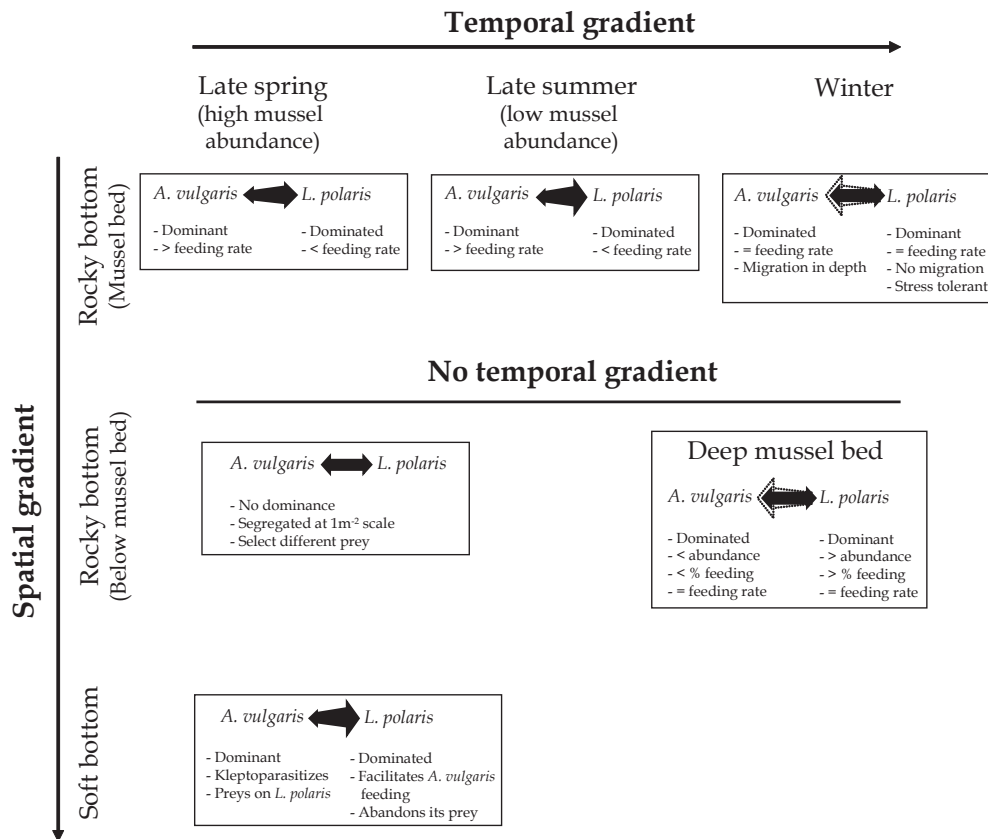 Temporal gradient
Late spring
(high mussel
abundance)
Late summer
(low mussel
abundance)
Winter
Spatial gradient
Rocky bottom
(Mussel bed)
A. vulgaris
L. polaris
- Dominant
- > feeding rate
- Dominated
- < feeding rate
A. vulgaris
L. polaris
- Dominant
- > feeding rate
- Dominated
- < feeding rate
A. vulgaris
L. polaris
- Dominated
- = feeding rate
- Migration in depth
- Dominant
- = feeding rate
- No migration
- Stress tolerant
No temporal gradient
Rocky bottom
(Below mussel bed)
A. vulgaris
L. polaris
- No dominance
- Segregated at 1m⁻² scale
- Select different prey
Deep mussel bed
A. vulgaris
L. polaris
- Dominated
- < abundance
- < % feeding
- = feeding rate
- Dominant
- > abundance
- > % feeding
- = feeding rate
Soft bottom
A. vulgaris
L. polaris
- Dominant
- Kleptoparasitizes
- Preys on L. polaris
- Dominated
- Facilitates A. vulgaris
feeding
- Abandons its prey